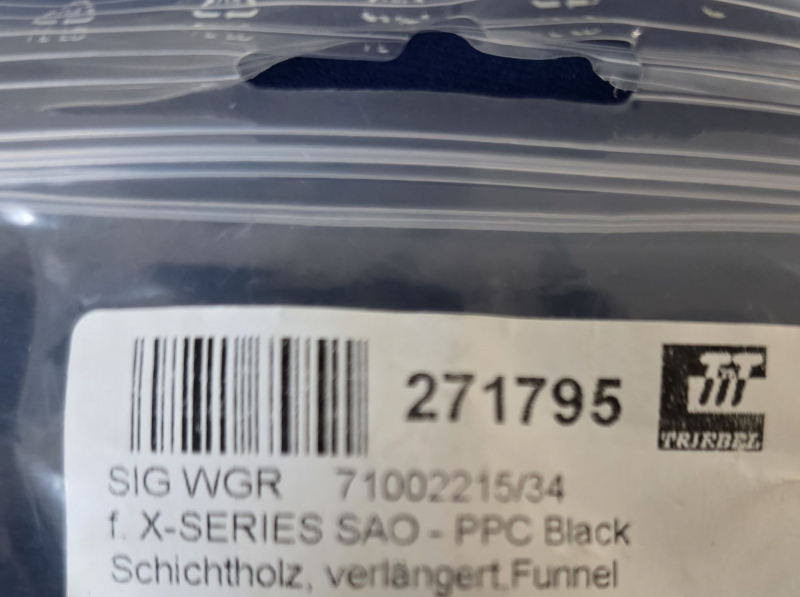 271795
TRIEBEL
SIG WGR 71002215/34
f. X-SERIES SAO - PPC Black
Schichtholz, verlängert,Funnel